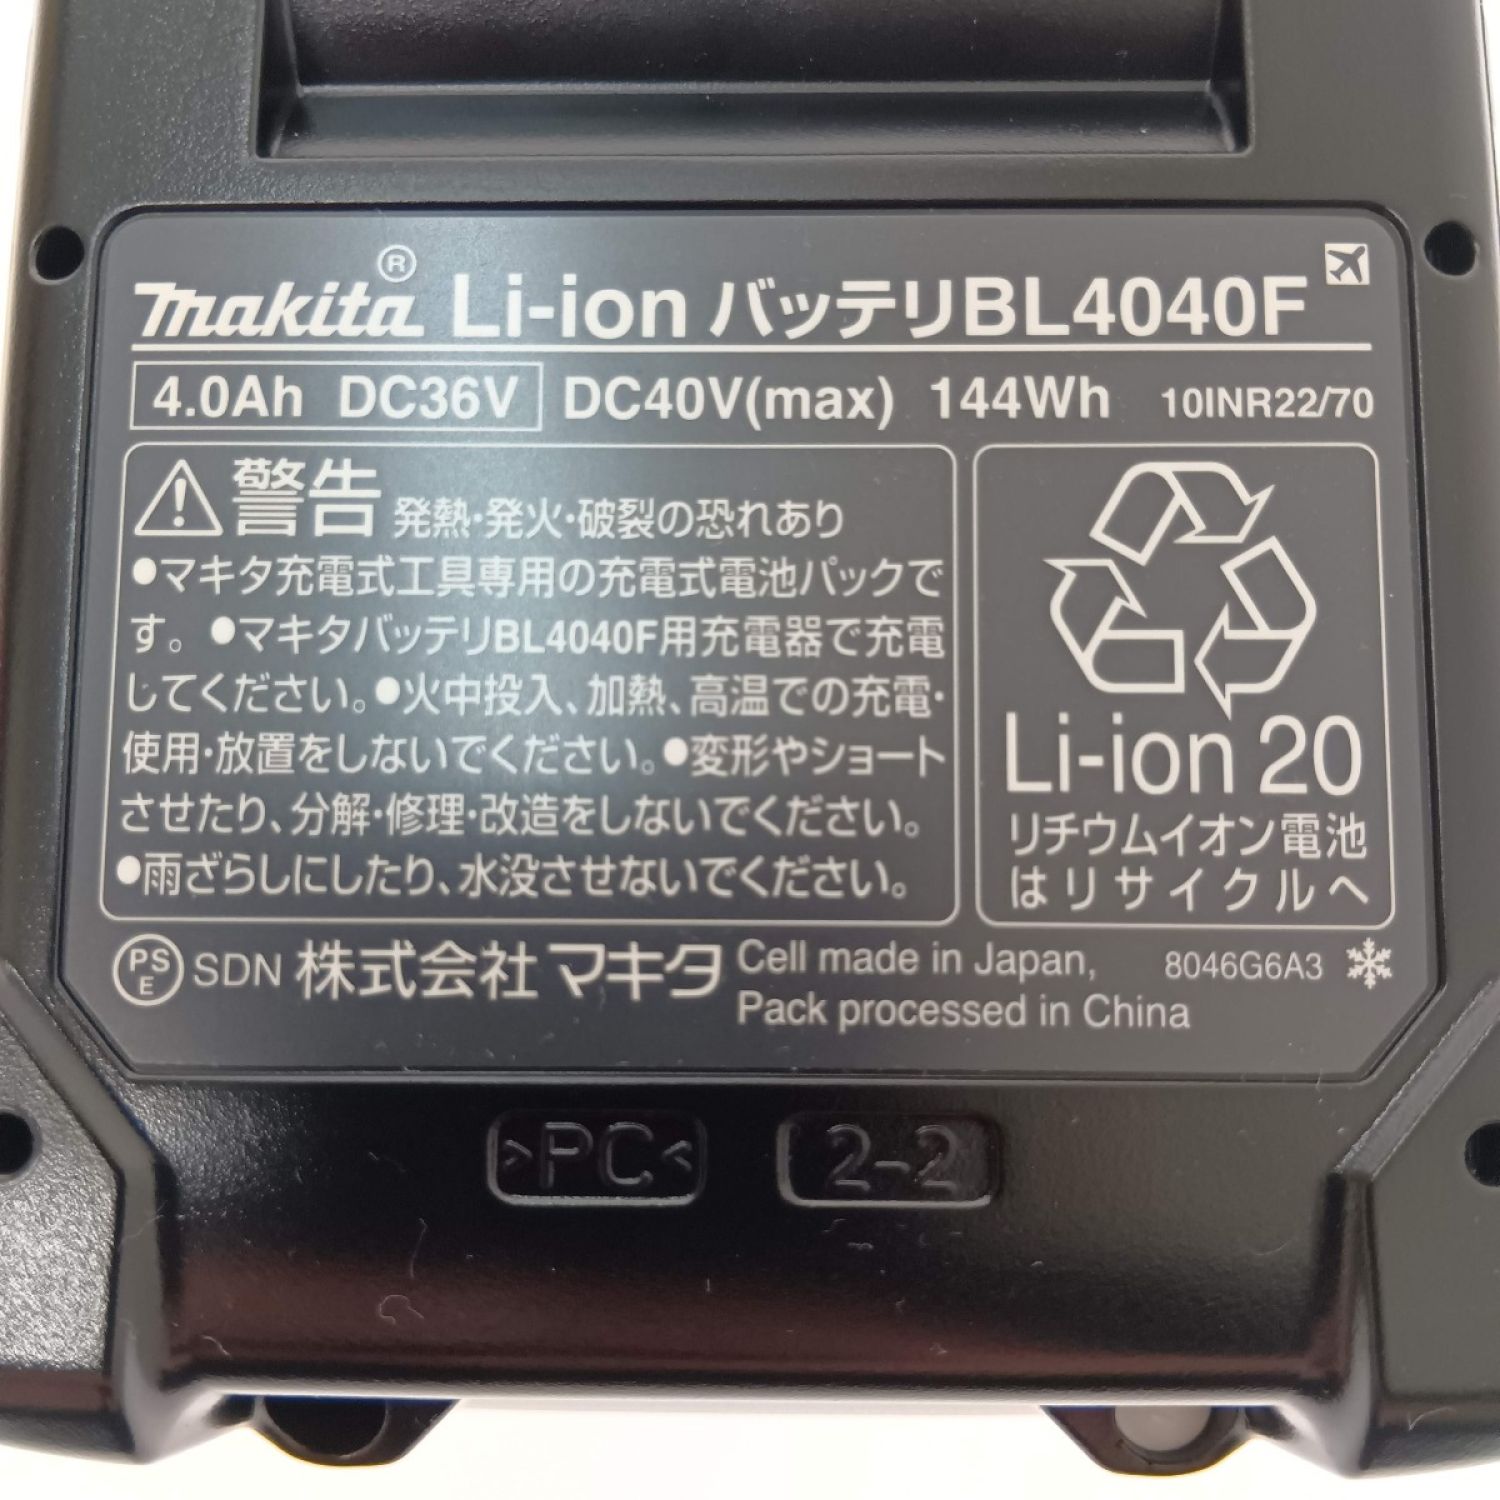 makita® Li-ion バッテリBL4040F
4.0Ah DC36V DC40V(max) 144Wh 10INR22/70
警告 発熱・発火・破裂の恐れあり
●マキタ充電式工具専用の充電式電池パックで
す。●マキタバッテリBL4040F用充電器で充電
してください。●火中投入、加熱、高温での充電・
使用・放置をしないでください。●変形やショート
させたり、分解・修理・改造をしないでください。
●雨ざらしにしたり、水没させないでください。
Li-ion 20
リチウムイオン電池
はリサイクルへ
PSE SDN 株式会社マキタ Cell made in Japan, 8046G6A3
Pack processed in China
>PC< 2-2